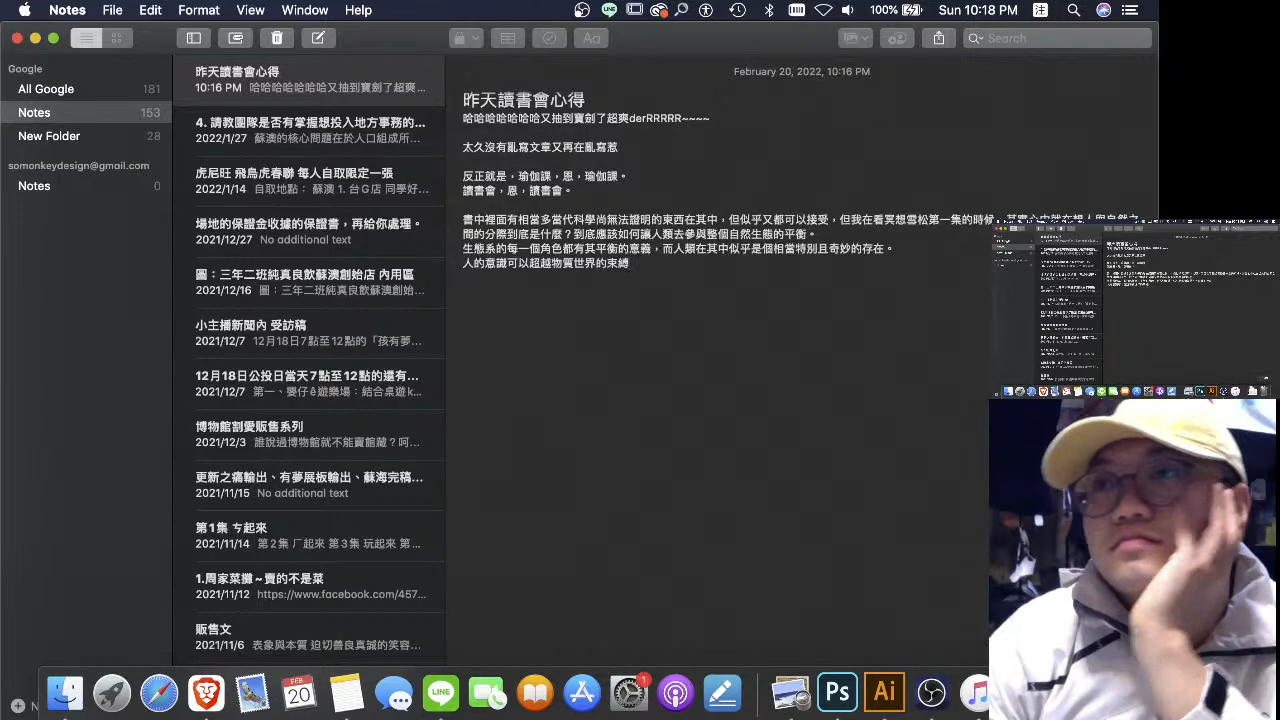 Notes File Edit Format View Window Help
100% Sun 10:18 PM 注
Aa
Search
Google
All Google 181
Notes 153
New Folder 28
somonkeydesign@gmail.com
Notes 0
昨天讀書會心得
10:16 PM 哈哈哈哈哈哈哈又抽到寶劍了超爽…
4. 請教團隊是否有掌握想投入地方事務的…
2022/1/27 蘇澳的核心問題在於人口組成所…
虎尼旺 飛鳥虎春聯 每人自取限定一張
2022/1/14 自取地點： 蘇澳 1. 台G店 同學好…
場地的保證金收據的保證書，再給你處理。
2021/12/27 No additional text
圖：三年二班純真良飲蘇澳創始店 內用區
2021/12/16 圖：三年二班純真良飲蘇澳創始…
小主播新聞內 受訪稿
2021/12/7 12月18日7點至12點的「孩有夢…
12月18日公投日當天7點至12點的還有…
2021/12/7 第一、要仔ê遊樂場：結合桌遊k…
博物館割愛販售系列
2021/12/3 誰說過博物館就不能賣館藏？呵…
更新之痛輸出、有夢展板輸出、蘇海完稿…
2021/11/15 No additional text
第1集 ㄘ起來
2021/11/14 第2集 ㄏ起來 第3集 玩起來 第…
1.周家菜攤～賣的不是菜
2021/11/12 https://www.facebook.com/457…
販售文
2021/11/6 表象與本質 迫切善良真誠的笑容…
February 20, 2022, 10:16 PM
昨天讀書會心得
哈哈哈哈哈哈哈又抽到寶劍了超爽derRRRRR~~~~
太久沒有亂寫文章又再在亂寫惹
反正就是，瑜伽課，恩，瑜伽課。
讀書會，恩，讀書會。
書中裡面有相當多當代科學尚無法證明的東西在其中，但似乎又都可以接受，但我在看冥想雪松第一集的時候，其實心中就在想人與自然之
間的分際到底是什麼？到底應該如何讓人類去參與整個自然生態的平衡。
生態系的每一個角色都有其平衡的意義，而人類在其中似乎是個相當特別且奇妙的存在。
人的意識可以超越物質世界的束縛
FEB
20
LINE
1
Ps
Ai